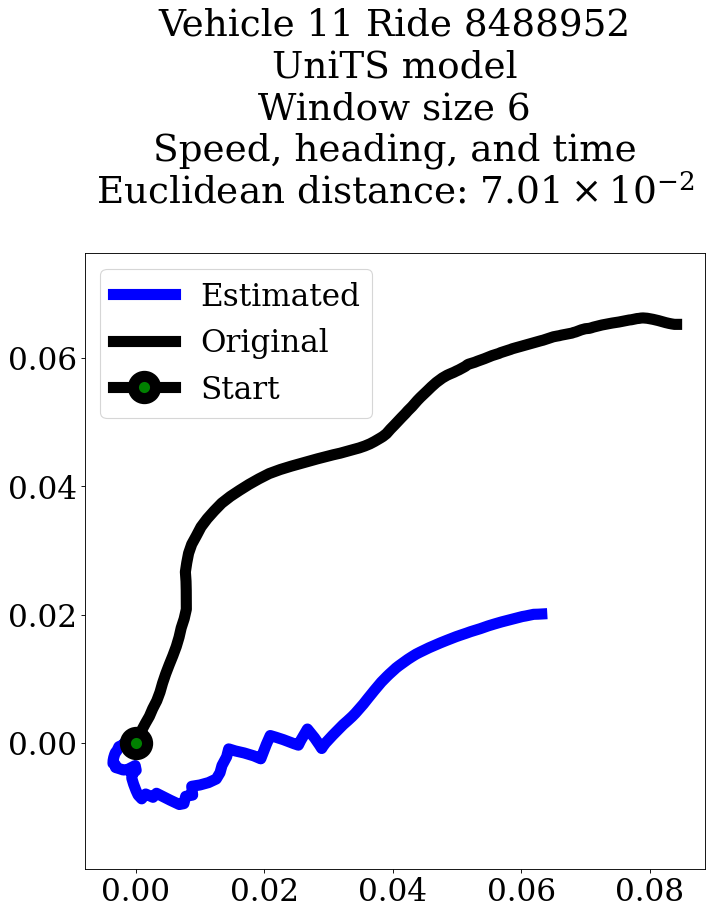 Vehicle 11 Ride 8488952
UniTS model
Window size 6
Speed, heading, and time
Euclidean distance: 7.01 × 10⁻²
Estimated
Original
Start
0.06
0.04
0.02
0.00
0.00 0.02 0.04 0.06 0.08